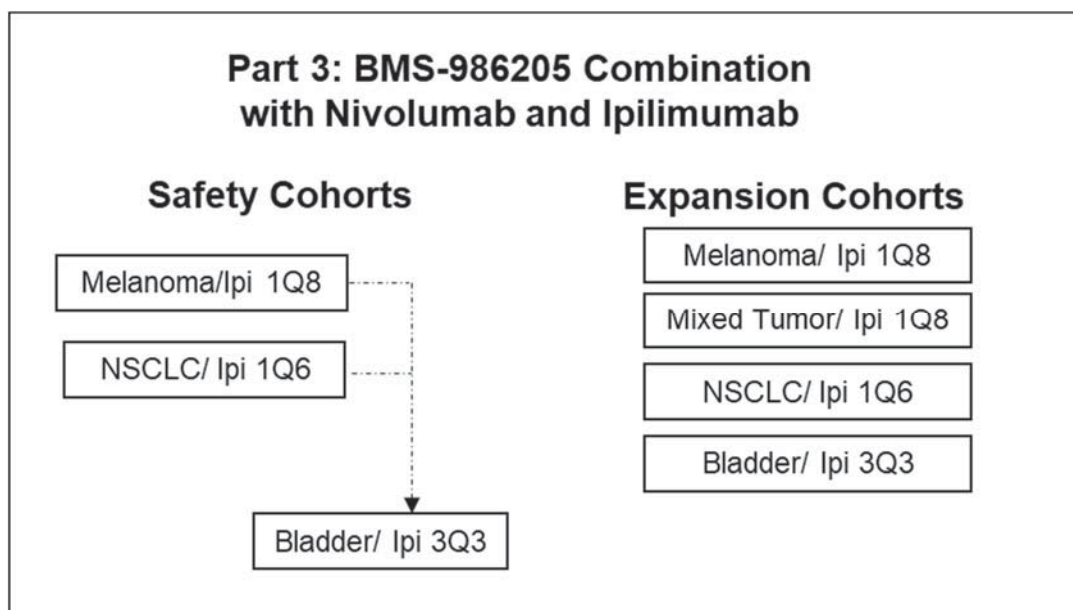 Part 3: BMS-986205 Combination
with Nivolumab and Ipilimumab
Safety Cohorts
Melanoma/Ipi 1Q8
NSCLC/ Ipi 1Q6
Bladder/ Ipi 3Q3
Expansion Cohorts
Melanoma/ Ipi 1Q8
Mixed Tumor/ Ipi 1Q8
NSCLC/ Ipi 1Q6
Bladder/ Ipi 3Q3